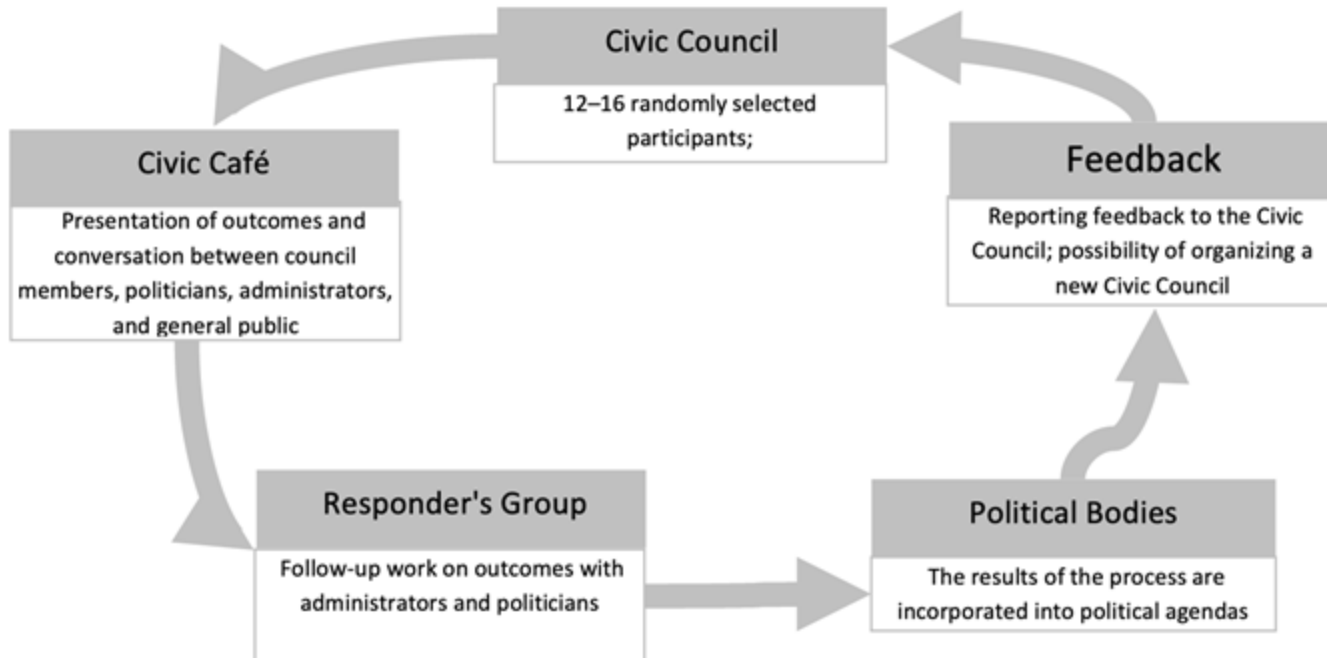 Civic Council
12–16 randomly selected
participants;
Civic Café
Presentation of outcomes and
conversation between council
members, politicians, administrators,
and general public
Responder's Group
Follow-up work on outcomes with
administrators and politicians
Political Bodies
The results of the process are
incorporated into political agendas
Feedback
Reporting feedback to the Civic
Council; possibility of organizing a
new Civic Council